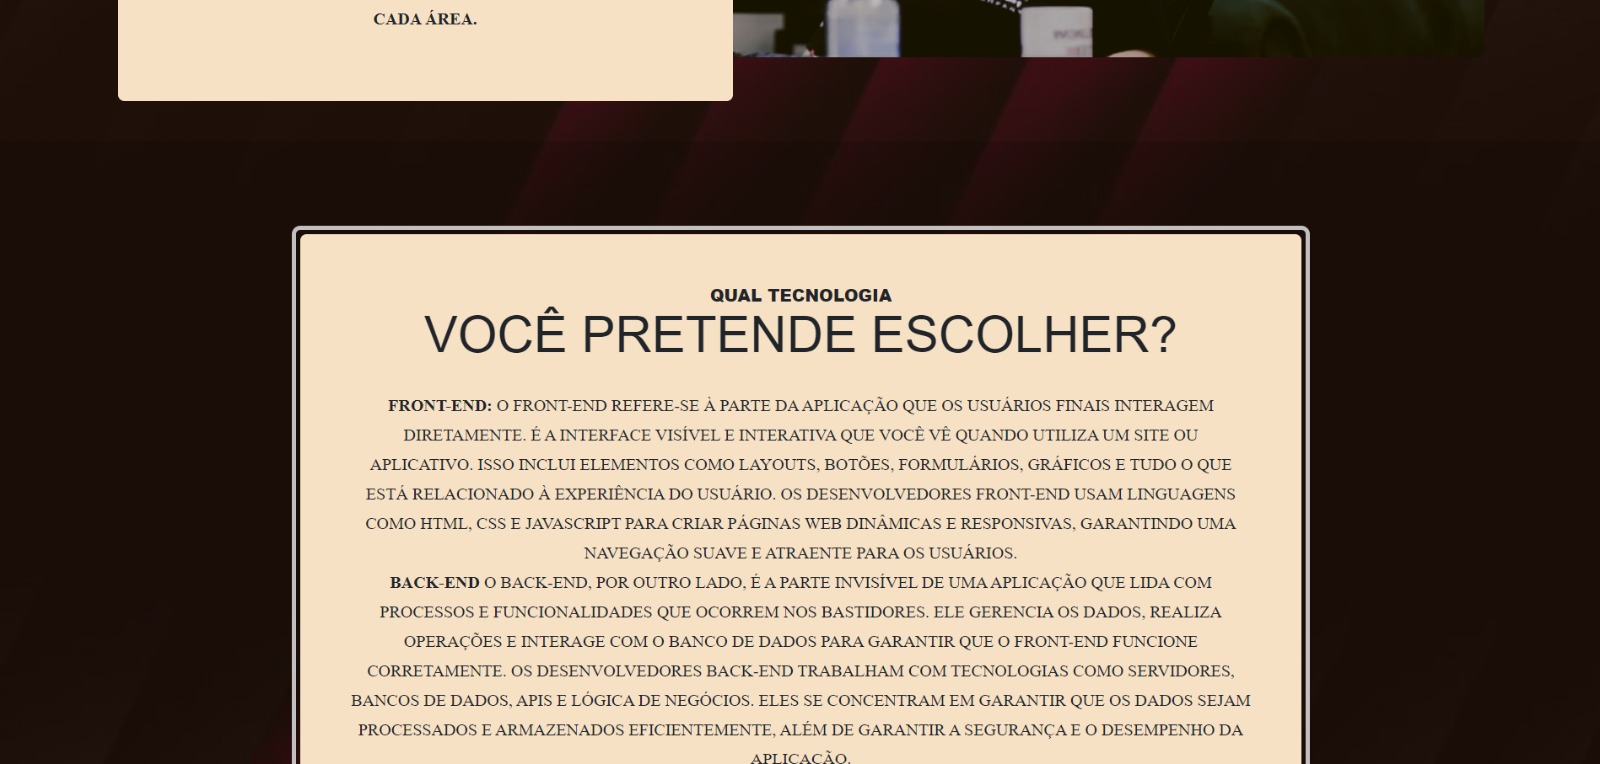 CADA ÁREA.
QUAL TECNOLOGIA
VOCÊ PRETENDE ESCOLHER?
FRONT-END: O FRONT-END REFERE-SE À PARTE DA APLICAÇÃO QUE OS USUÁRIOS FINAIS INTERAGEM
DIRETAMENTE. É A INTERFACE VISÍVEL E INTERATIVA QUE VOCÊ VÊ QUANDO UTILIZA UM SITE OU
APLICATIVO. ISSO INCLUI ELEMENTOS COMO LAYOUTS, BOTÕES, FORMULÁRIOS, GRÁFICOS E TUDO O QUE
ESTÁ RELACIONADO À EXPERIÊNCIA DO USUÁRIO. OS DESENVOLVEDORES FRONT-END USAM LINGUAGENS
COMO HTML, CSS E JAVASCRIPT PARA CRIAR PÁGINAS WEB DINÂMICAS E RESPONSIVAS, GARANTINDO UMA
NAVEGAÇÃO SUAVE E ATRAENTE PARA OS USUÁRIOS.
BACK-END O BACK-END, POR OUTRO LADO, É A PARTE INVISÍVEL DE UMA APLICAÇÃO QUE LIDA COM
PROCESSOS E FUNCIONALIDADES QUE OCORREM NOS BASTIDORES. ELE GERENCIA OS DADOS, REALIZA
OPERAÇÕES E INTERAGE COM O BANCO DE DADOS PARA GARANTIR QUE O FRONT-END FUNCIONE
CORRETAMENTE. OS DESENVOLVEDORES BACK-END TRABALHAM COM TECNOLOGIAS COMO SERVIDORES,
BANCOS DE DADOS, APIS E LÓGICA DE NEGÓCIOS. ELES SE CONCENTRAM EM GARANTIR QUE OS DADOS SEJAM
PROCESSADOS E ARMAZENADOS EFICIENTEMENTE, ALÉM DE GARANTIR A SEGURANÇA E O DESEMPENHO DA
APLICAÇÃO.